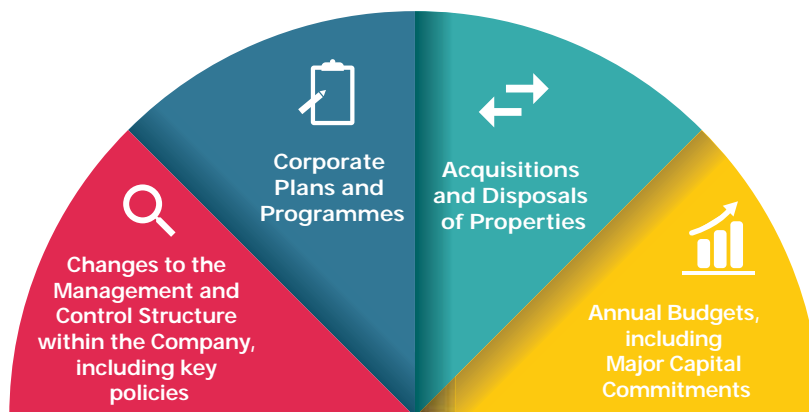 Changes to the
Management and
Control Structure
within the Company,
including key
policies
Corporate
Plans and
Programmes
Acquisitions
and Disposals
of Properties
Annual Budgets,
including
Major Capital
Commitments